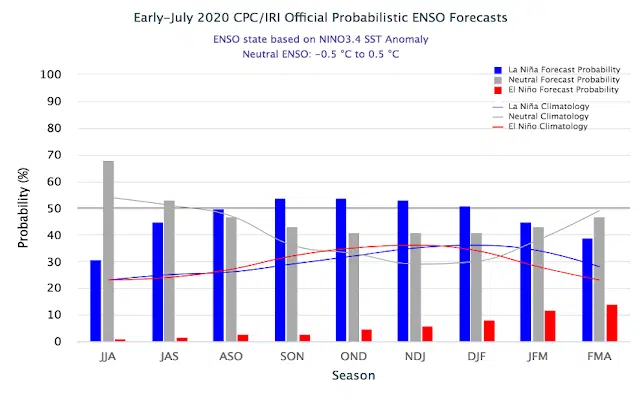 Early-July 2020 CPC/IRI Official Probabilistic ENSO Forecasts
ENSO state based on NINO3.4 SST Anomaly
Neutral ENSO: -0.5 °C to 0.5 °C
La Niña Forecast Probability
Neutral Forecast Probability
El Niño Forecast Probability
La Niña Climatology
Neutral Climatology
El Niño Climatology
Probability (%)
100
90
80
70
60
50
40
30
20
10
0
JJA JAS ASO SON OND NDJ DJF JFM FMA
Season